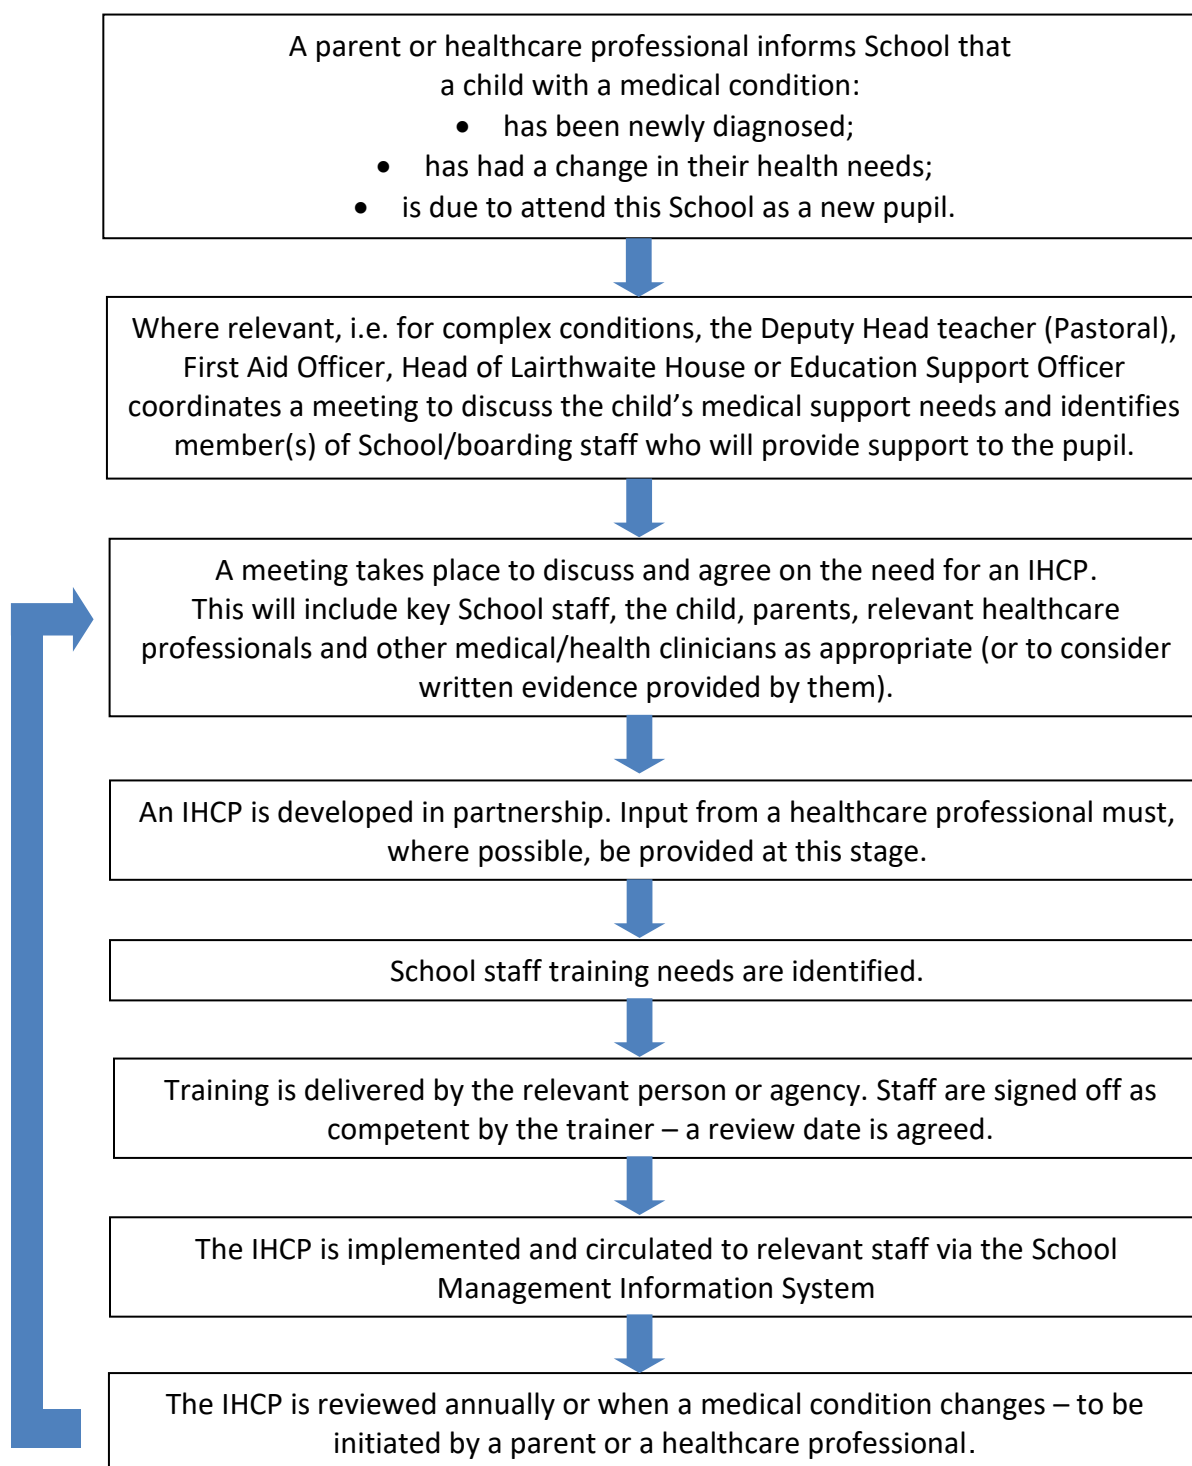 A parent or healthcare professional informs School that
a child with a medical condition:
• has been newly diagnosed;
• has had a change in their health needs;
• is due to attend this School as a new pupil.
Where relevant, i.e. for complex conditions, the Deputy Head teacher (Pastoral),
First Aid Officer, Head of Lairthwaite House or Education Support Officer
coordinates a meeting to discuss the child’s medical support needs and identifies
member(s) of School/boarding staff who will provide support to the pupil.
A meeting takes place to discuss and agree on the need for an IHCP.
This will include key School staff, the child, parents, relevant healthcare
professionals and other medical/health clinicians as appropriate (or to consider
written evidence provided by them).
An IHCP is developed in partnership. Input from a healthcare professional must,
where possible, be provided at this stage.
School staff training needs are identified.
Training is delivered by the relevant person or agency. Staff are signed off as
competent by the trainer – a review date is agreed.
The IHCP is implemented and circulated to relevant staff via the School
Management Information System
The IHCP is reviewed annually or when a medical condition changes – to be
initiated by a parent or a healthcare professional.